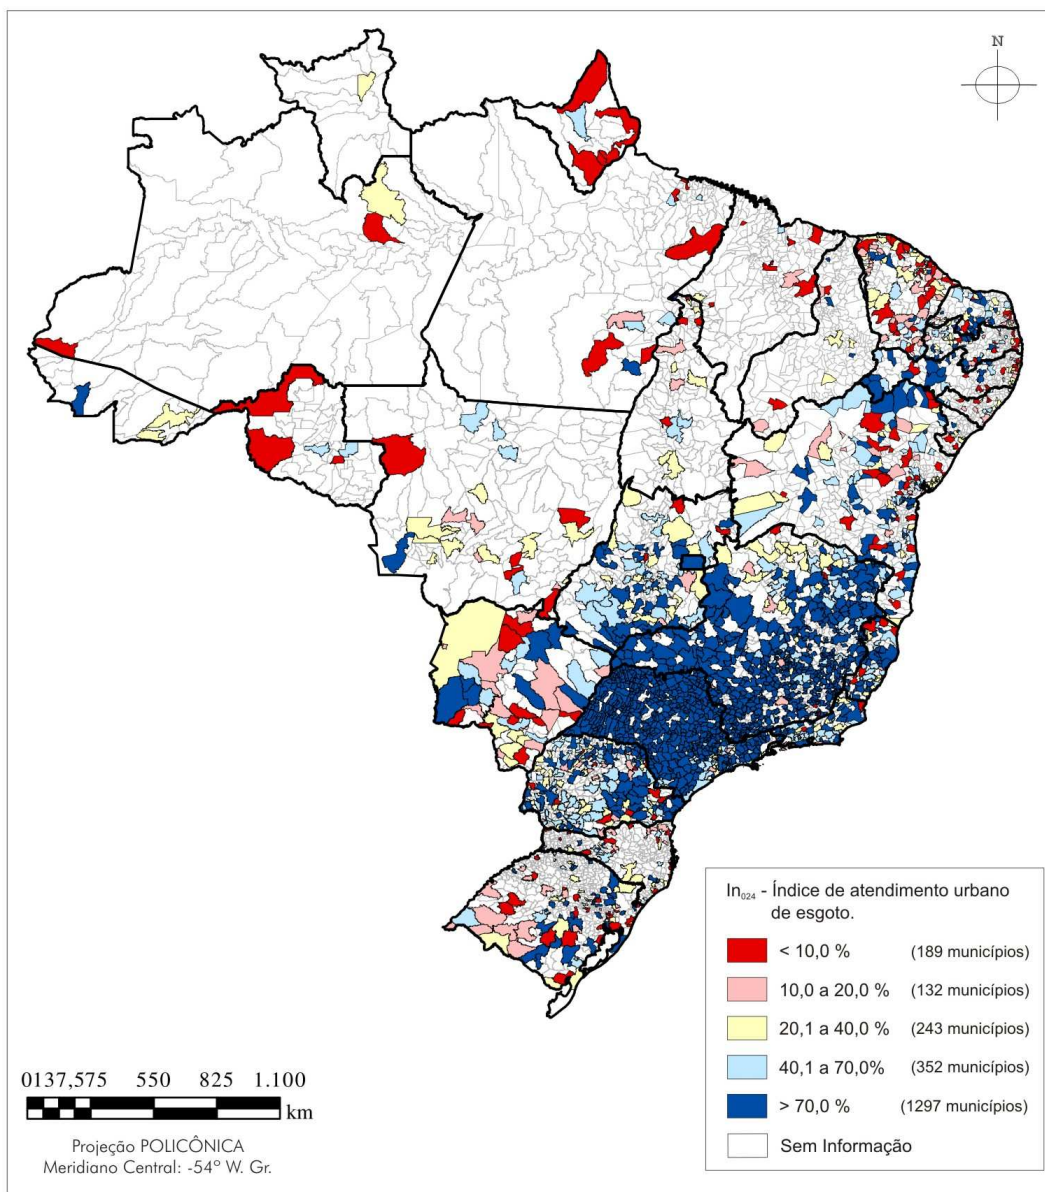 N
In024 - Índice de atendimento urbano
de esgoto.
< 10,0 % (189 municípios)
10,0 a 20,0 % (132 municípios)
20,1 a 40,0 % (243 municípios)
40,1 a 70,0% (352 municípios)
> 70,0 % (1297 municípios)
Sem Informação
0137,575 550 825 1.100
km
Projeção POLICÔNICA
Meridiano Central: -54º W. Gr.